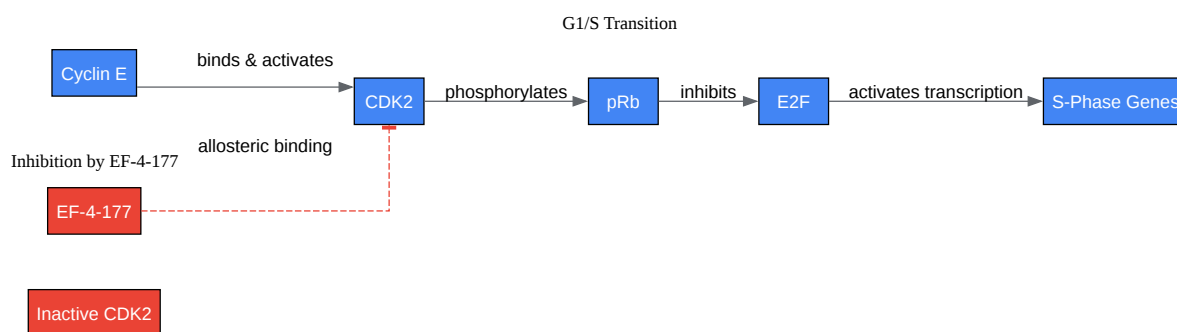 G1/S Transition
Cyclin E
binds & activates
CDK2
phosphorylates
pRb
inhibits
E2F
activates transcription
S-Phase Genes
allosteric binding
Inhibition by EF-4-177
EF-4-177
Inactive CDK2